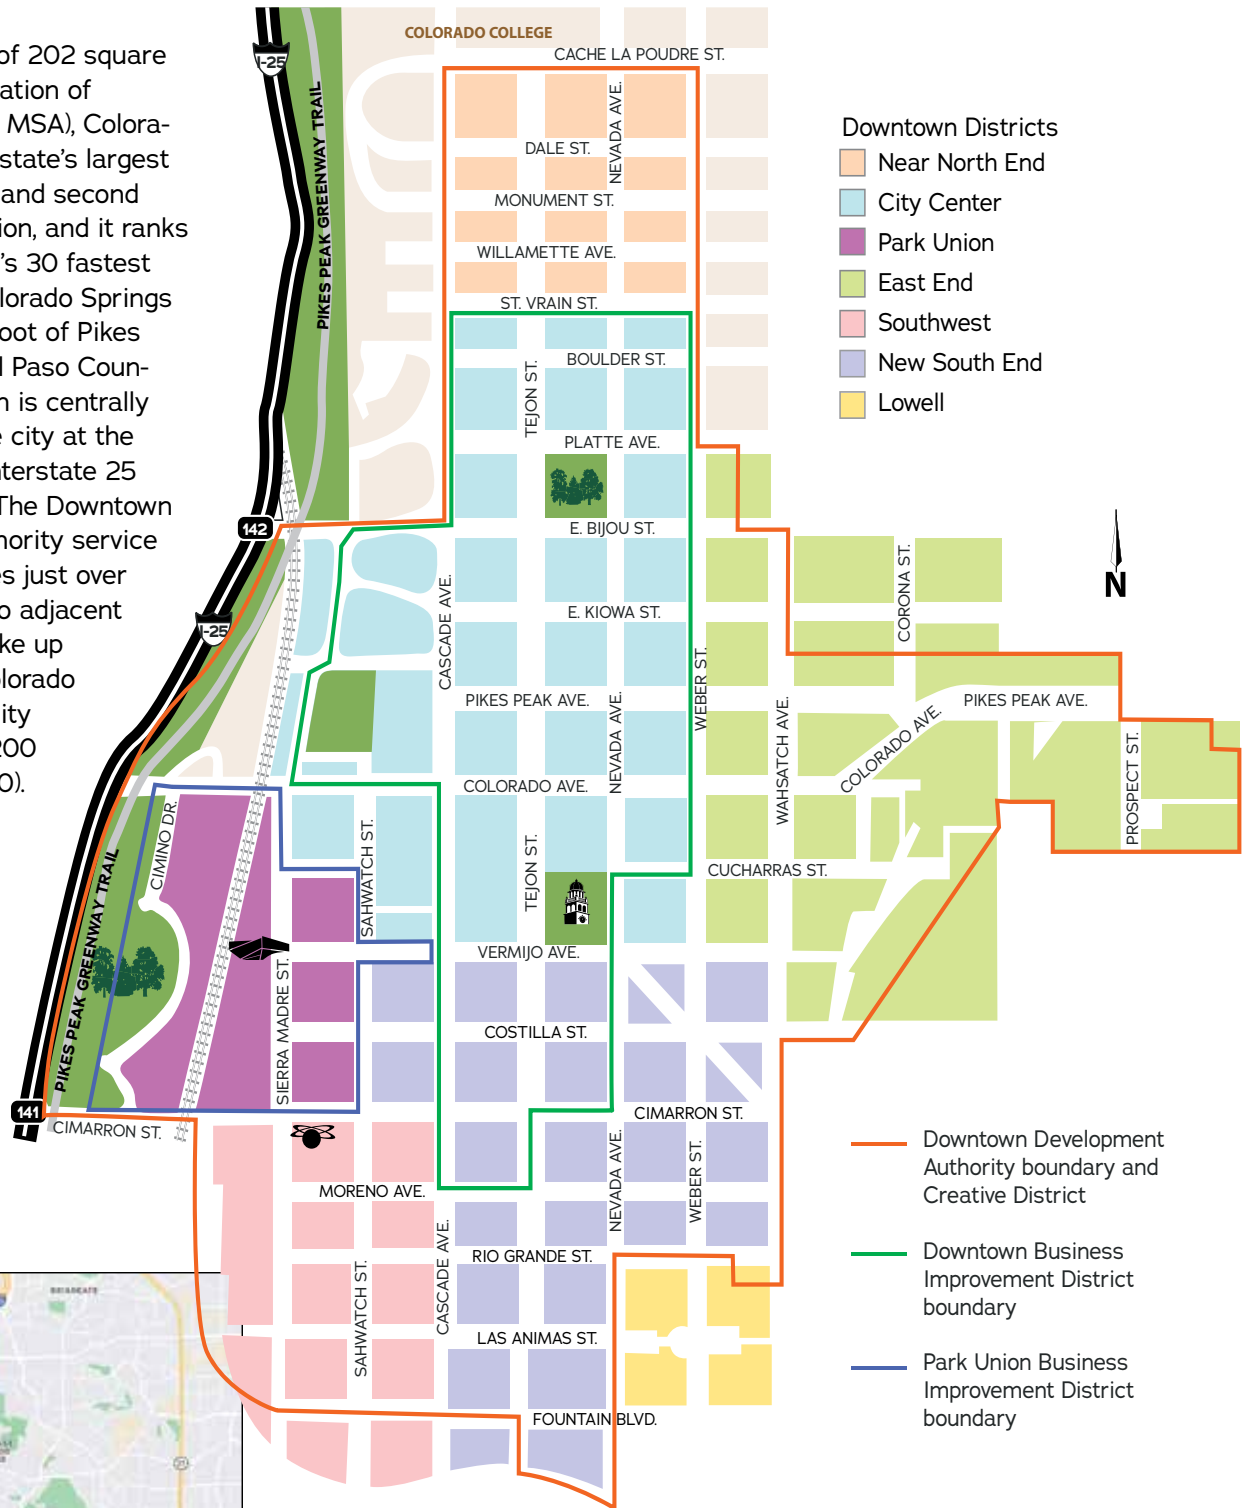 of 202 square
ation of
MSA), Colora-
state's largest
and second
ion, and it ranks
's 30 fastest
lorado Springs
oot of Pikes
l Paso Coun-
n is centrally
e city at the
nterstate 25
The Downtown
hority service
es just over
o adjacent
ke up
olorado
ity
200
0).
COLORADO COLLEGE
CACHE LA POUDRE ST.
I-25
PIKES PEAK GREENWAY TRAIL
NEVADA AVE.
DALE ST.
MONUMENT ST.
WILLAMETTE AVE.
ST. VRAIN ST.
BOULDER ST.
TEJON ST.
PLATTE AVE.
E. BIJOU ST.
142
I-25
CASCADE AVE.
E. KIOWA ST.
CORONA ST.
WEBER ST.
PIKES PEAK AVE.
NEVADA AVE.
WAHSATCH AVE.
COLORADO AVE.
PIKES PEAK AVE.
PROSPECT ST.
COLORADO AVE.
CIMINO DR.
SAHWATCH ST.
TEJON ST.
CUCHARRAS ST.
PIKES PEAK GREENWAY TRAIL
VERMIJO AVE.
SIERRA MADRE ST.
COSTILLA ST.
141
CIMARRON ST.
CIMARRON ST.
NEVADA AVE.
WEBER ST.
MORENO AVE.
CASCADE AVE.
RIO GRANDE ST.
SAHWATCH ST.
LAS ANIMAS ST.
FOUNTAIN BLVD.
N
Downtown Districts
Near North End
City Center
Park Union
East End
Southwest
New South End
Lowell
Downtown Development
Authority boundary and
Creative District
Downtown Business
Improvement District
boundary
Park Union Business
Improvement District
boundary
BRIARGATE
21